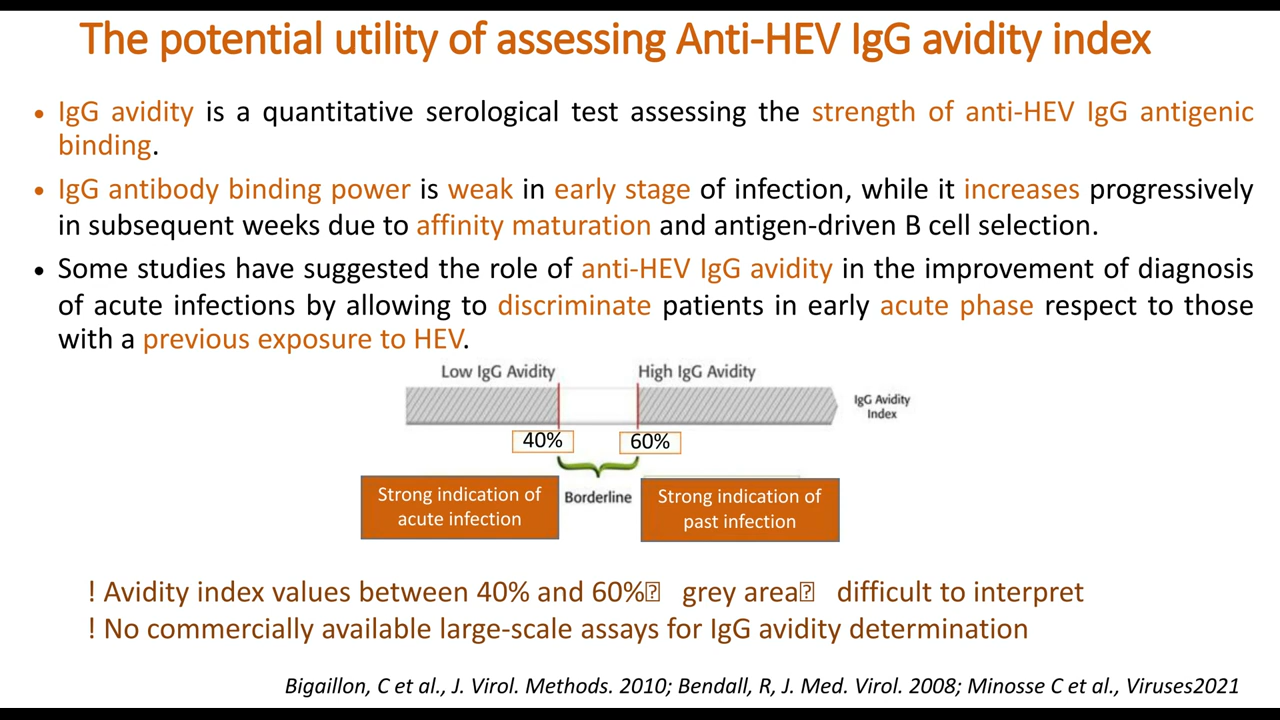 The potential utility of assessing Anti-HEV IgG avidity index
• IgG avidity is a quantitative serological test assessing the strength of anti-HEV IgG antigenic
binding.
• IgG antibody binding power is weak in early stage of infection, while it increases progressively
in subsequent weeks due to affinity maturation and antigen-driven B cell selection.
• Some studies have suggested the role of anti-HEV IgG avidity in the improvement of diagnosis
of acute infections by allowing to discriminate patients in early acute phase respect to those
with a previous exposure to HEV.
Low IgG Avidity
High IgG Avidity
IgG Avidity
Index
40%
60%
Strong indication of
acute infection
Borderline
Strong indication of
past infection
! Avidity index values between 40% and 60%⍰ grey area⍰ difficult to interpret
! No commercially available large-scale assays for IgG avidity determination
Bigaillon, C et al., J. Virol. Methods. 2010; Bendall, R, J. Med. Virol. 2008; Minosse C et al., Viruses2021